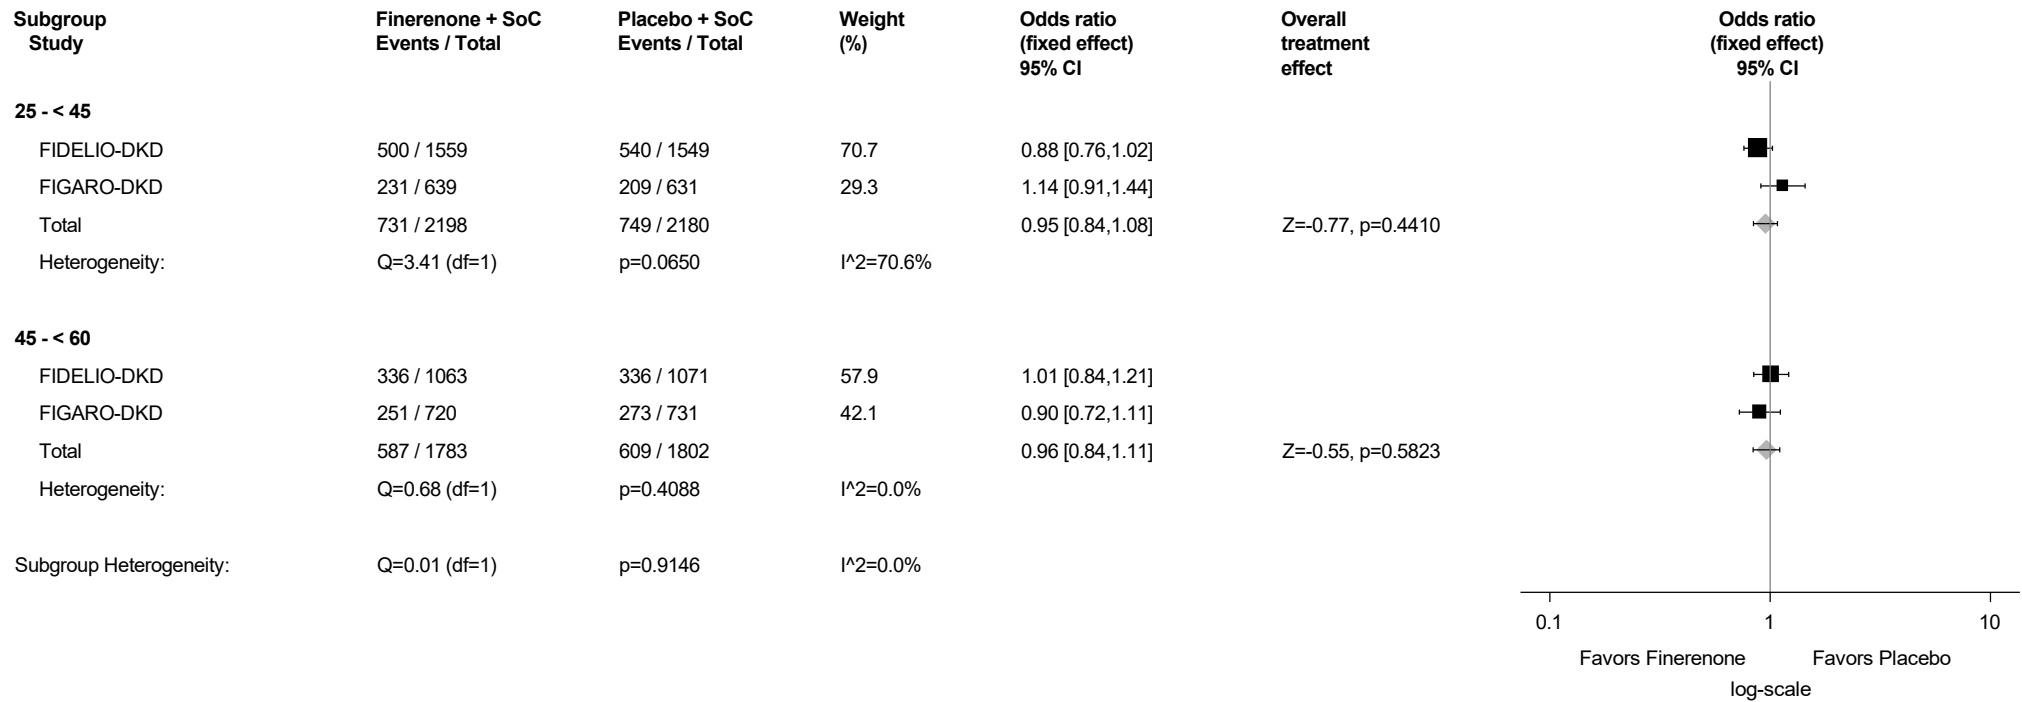 Subgroup Finerenone + SoC Placebo + SoC Weight Odds ratio Overall Odds ratio
Study Events / Total Events / Total (%) (fixed effect) treatment (fixed effect)
95% CI effect 95% CI
25 - < 45
FIDELIO-DKD 500 / 1559 540 / 1549 70.7 0.88 [0.76,1.02]
FIGARO-DKD 231 / 639 209 / 631 29.3 1.14 [0.91,1.44]
Total 731 / 2198 749 / 2180 0.95 [0.84,1.08] Z=-0.77, p=0.4410
Heterogeneity: Q=3.41 (df=1) p=0.0650 I^2=70.6%
45 - < 60
FIDELIO-DKD 336 / 1063 336 / 1071 57.9 1.01 [0.84,1.21]
FIGARO-DKD 251 / 720 273 / 731 42.1 0.90 [0.72,1.11]
Total 587 / 1783 609 / 1802 0.96 [0.84,1.11] Z=-0.55, p=0.5823
Heterogeneity: Q=0.68 (df=1) p=0.4088 I^2=0.0%
Subgroup Heterogeneity: Q=0.01 (df=1) p=0.9146 I^2=0.0%
0.1 1 10
Favors Finerenone Favors Placebo
log-scale